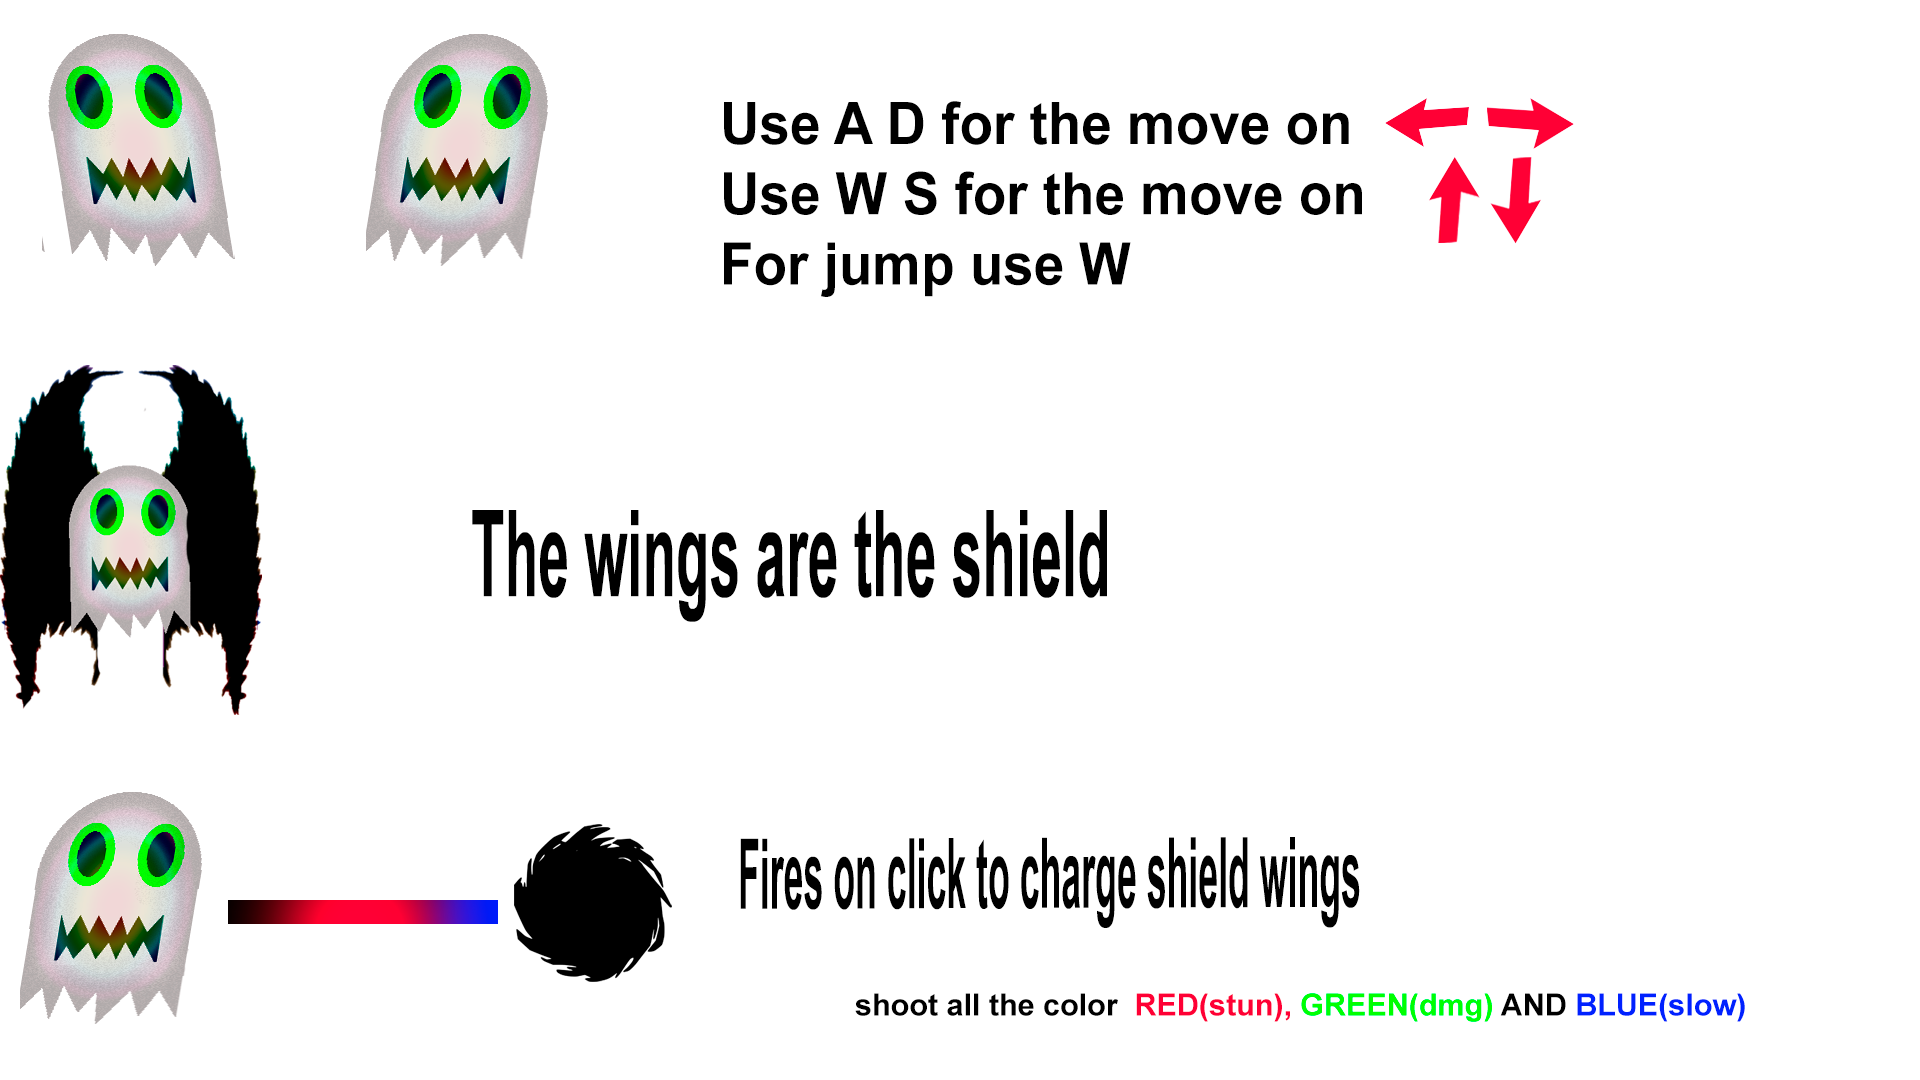 Use A D for the move on
Use W S for the move on
For jump use W
The wings are the shield
Fires on click to charge shield wings
shoot all the color RED(stun), GREEN(dmg) AND BLUE(slow)